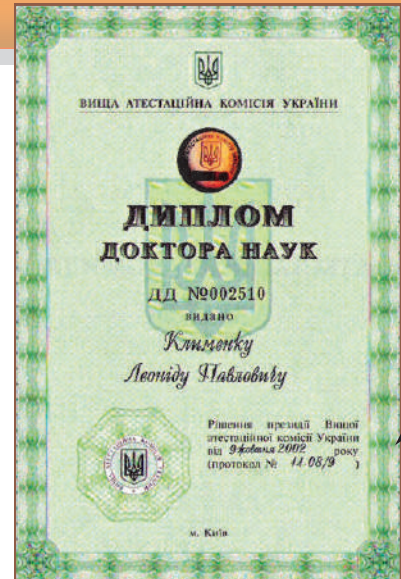 ВИЩА АТЕСТАЦІЙНА КОМІСІЯ УКРАЇНИ
ДИПЛОМ
ДОКТОРА НАУК
ДД №002510
видано
Клименку
Леоніду Павловичу
Рішення президії Вищої
атестаційної комісії України
від 9 жовтня 2002 року
(протокол № 11-08/9 )
м. Київ